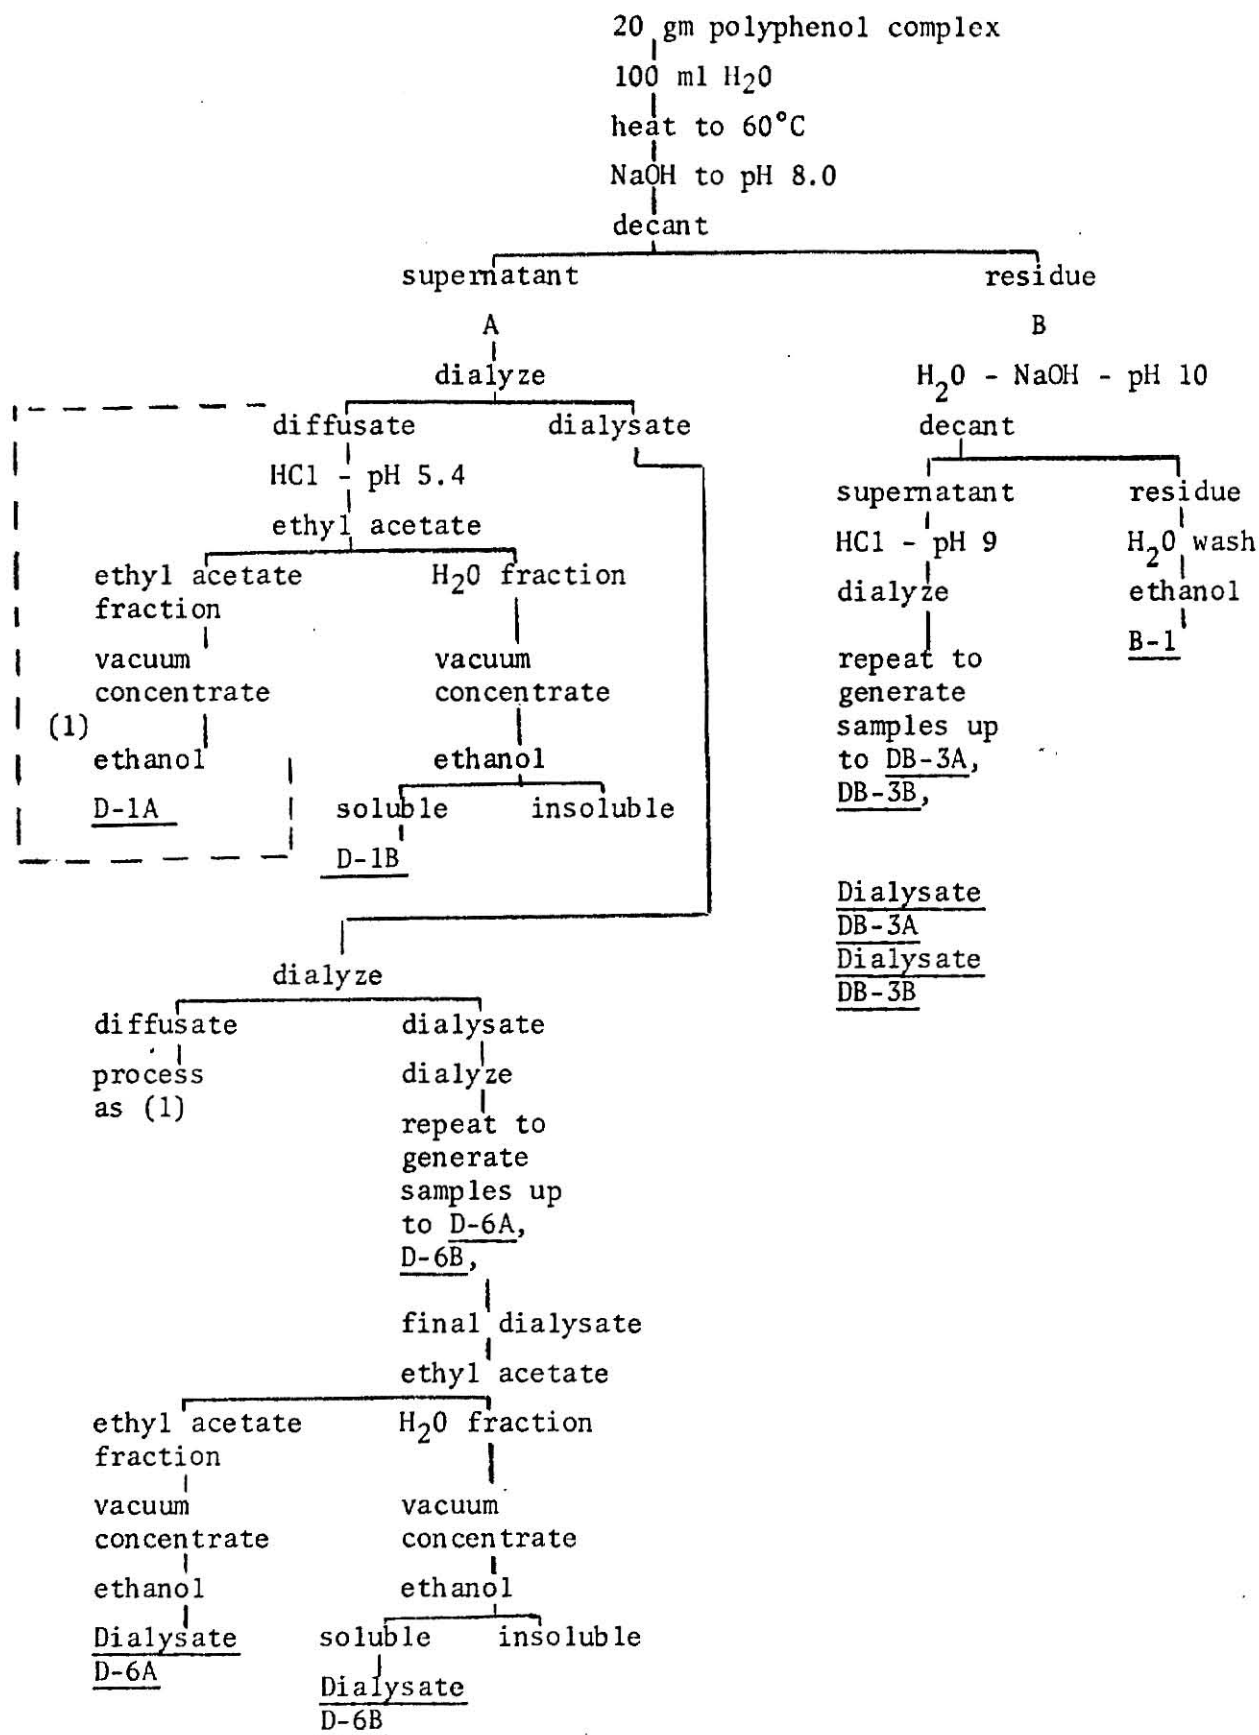 20 gm polyphenol complex
100 ml H2O
heat to 60°C
NaOH to pH 8.0
decant
supernatant
residue
A
B
dialyze
H2O - NaOH - pH 10
diffusate
dialysate
decant
HCl - pH 5.4
supernatant
residue
ethyl acetate
HCl - pH 9
H2O wash
ethyl acetate
fraction
H2O fraction
dialyze
ethanol
vacuum
concentrate
vacuum
concentrate
repeat to
generate
samples up
to DB-3A,
DB-3B,
B-1
(1)
ethanol
ethanol
D-1A
soluble
insoluble
D-1B
Dialysate
DB-3A
Dialysate
DB-3B
dialyze
diffusate
dialysate
process
as (1)
dialyze
repeat to
generate
samples up
to D-6A,
D-6B,
final dialysate
ethyl acetate
ethyl acetate
fraction
H2O fraction
vacuum
concentrate
vacuum
concentrate
ethanol
ethanol
Dialysate
D-6A
soluble
insoluble
Dialysate
D-6B